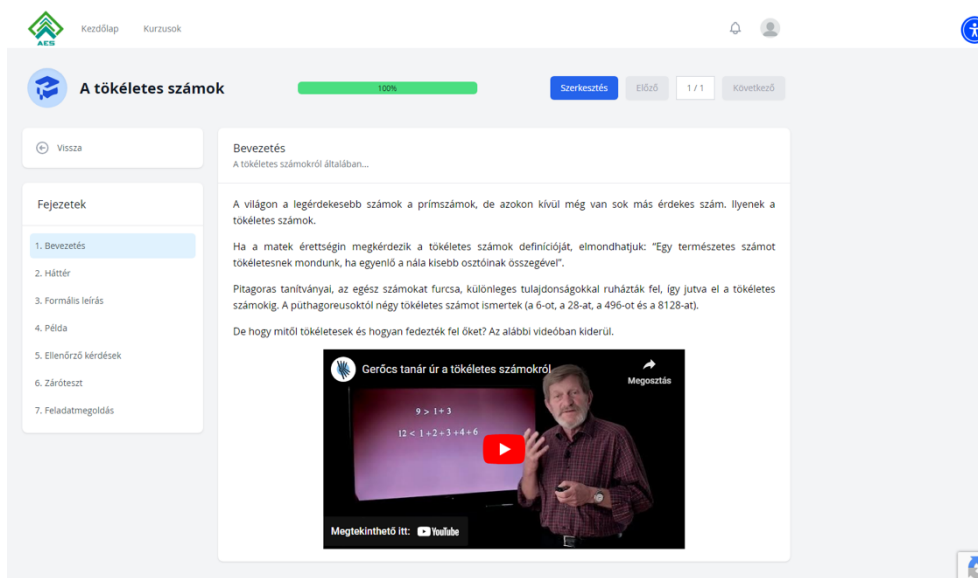 AES
Kezdőlap
Kurzusok
A tökéletes számok
100%
Szerkesztés
Előző
1 / 1
Következő
Vissza
Fejezetek
1. Bevezetés
2. Háttér
3. Formális leírás
4. Példa
5. Ellenőrző kérdések
6. Záróteszt
7. Feladatmegoldás
Bevezetés
A tökéletes számokról általában...
A világon a legérdekesebb számok a prímszámok, de azokon kívül még van sok más érdekes szám. Ilyenek a
tökéletes számok.
Ha a matek érettségin megkérdezik a tökéletes számok definícióját, elmondhatjuk: "Egy természetes számot
tökéletesnek mondunk, ha egyenlő a nála kisebb osztóinak összegével".
Pitagoras tanítványai, az egész számokat furcsa, különleges tulajdonságokkal ruházták fel, így jutva el a tökéletes
számokig. A püthagoreusoktól négy tökéletes számot ismertek (a 6-ot, a 28-at, a 496-ot és a 8128-at).
De hogy mitől tökéletesek és hogyan fedezték fel őket? Az alábbi videóban kiderül.
Gerőcs tanár úr a tökéletes számokról
Megosztás
9 > 1+3
12 < 1+2+3+4+6
Megtekinthető itt: YouTube